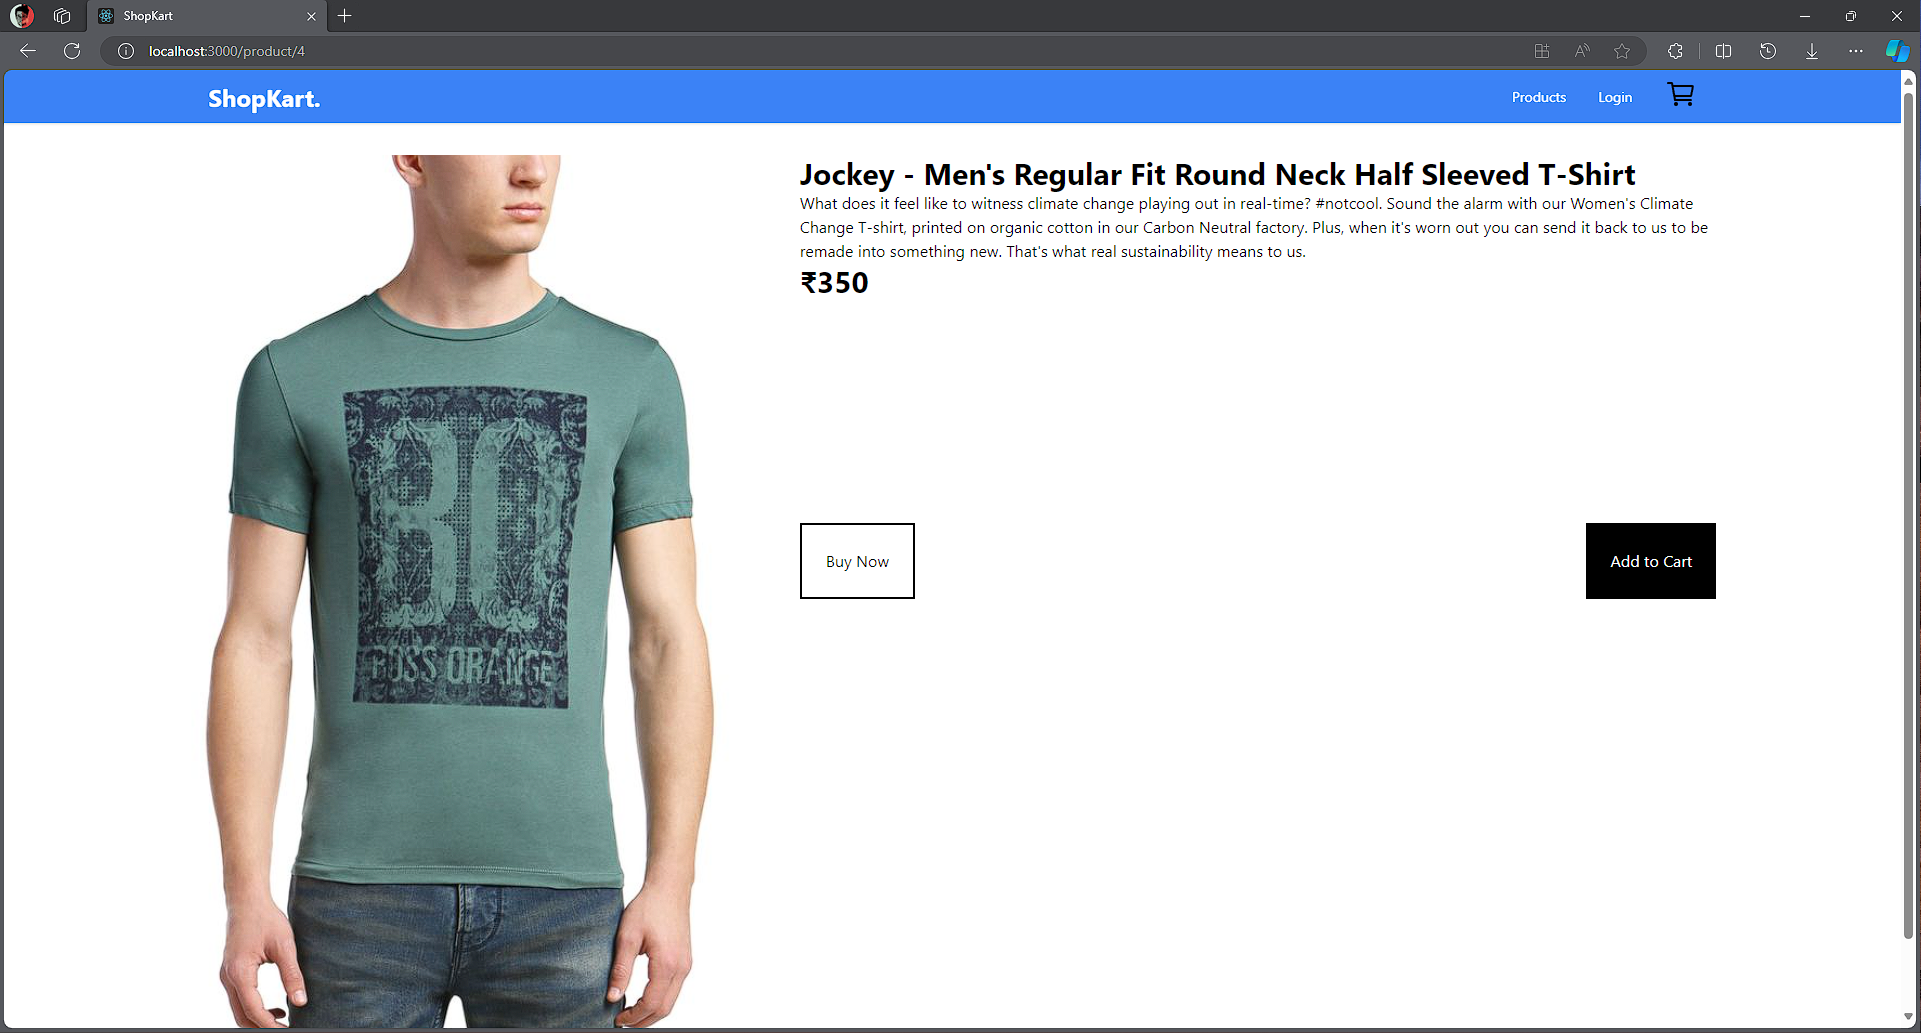 ShopKart
localhost:3000/product/4
ShopKart.
Products
Login
Jockey - Men's Regular Fit Round Neck Half Sleeved T-Shirt
What does it feel like to witness climate change playing out in real-time? #notcool. Sound the alarm with our Women's Climate
Change T-shirt, printed on organic cotton in our Carbon Neutral factory. Plus, when it's worn out you can send it back to us to be
remade into something new. That's what real sustainability means to us.
₹350
BO
BOSS ORANGE
Buy Now
Add to Cart